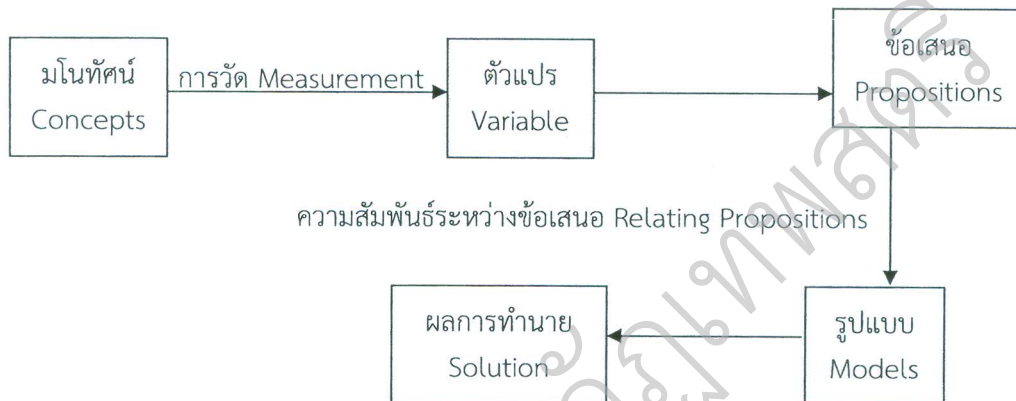 มโนทัศน์
Concepts
การวัด Measurement
ตัวแปร
Variable
ข้อเสนอ
Propositions
ความสัมพันธ์ระหว่างข้อเสนอ Relating Propositions
รูปแบบ
Models
ผลการทำนาย
Solution